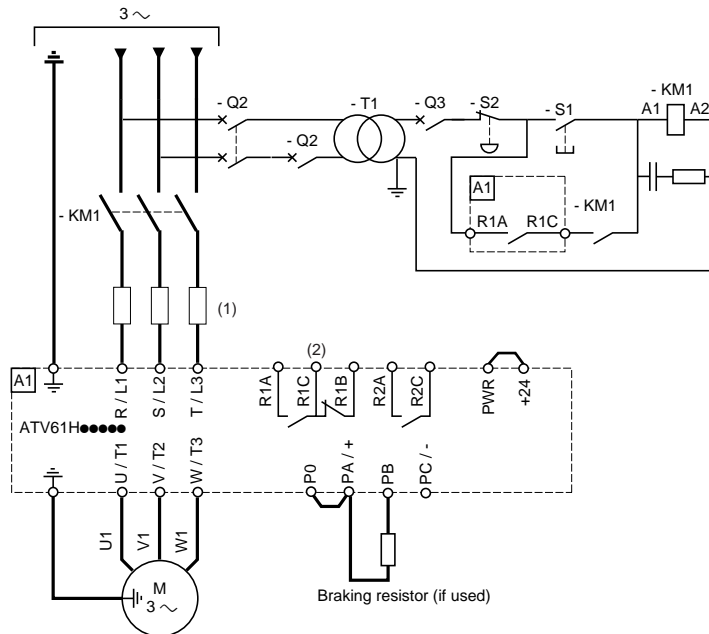 3 ~
- Q2
- T1
- Q3
- S2
- S1
- KM1
A1
A2
- Q2
A1
R1A
R1C
- KM1
- KM1
(1)
(2)
A1
R / L1
S / L2
T / L3
R1A
R1C
R1B
R2A
R2C
PWR
+24
ATV61H●●●●●
U / T1
V / T2
W / T3
P0
PA / +
PB
PC / -
U1
V1
W1
M
3 ~
Braking resistor (if used)